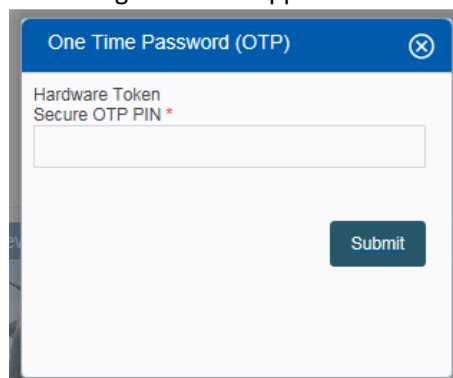 One Time Password (OTP)
Hardware Token
Secure OTP PIN *
Submit